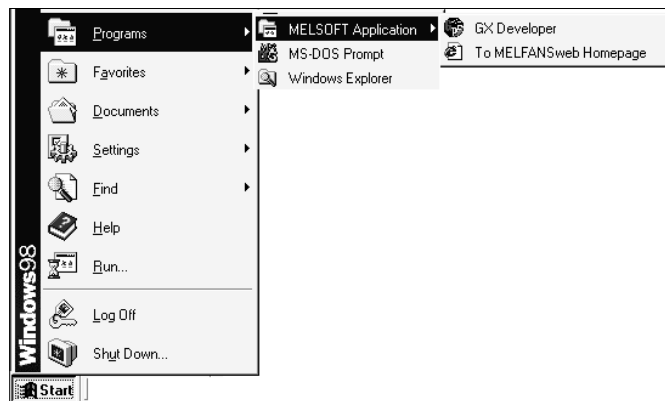 Programs
Favorites
Documents
Settings
Find
Help
Run...
Log Off
Shut Down...
Windows98
Start
MELSOFT Application
MS-DOS Prompt
Windows Explorer
GX Developer
To MELFANSweb Homepage